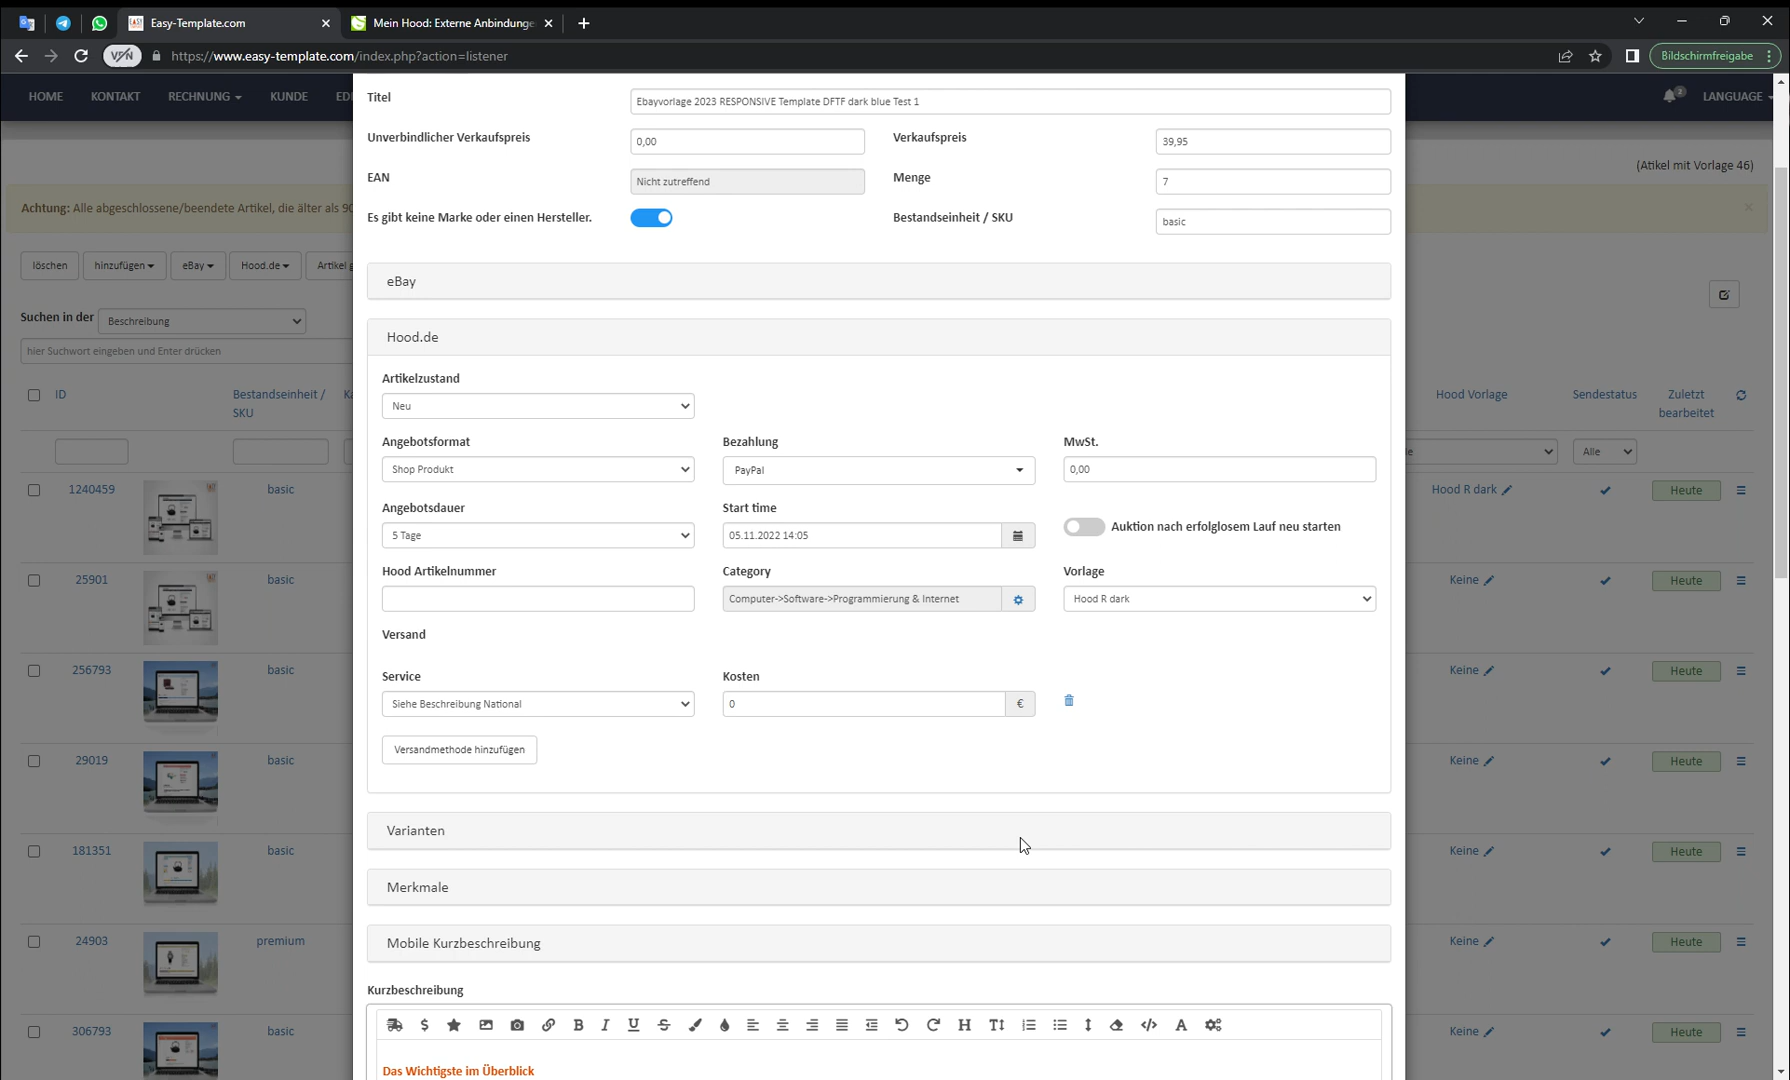 Easy-Template.com
Mein Hood: Externe Anbindunge
VPN
https://www.easy-template.com/index.php?action=listener
Bildschirmfreigabe
HOME KONTAKT RECHNUNG KUNDE EDI
2
LANGUAGE
Titel
Ebayvorlage 2023 RESPONSIVE Template DFTF dark blue Test 1
Unverbindlicher Verkaufspreis
0,00
Verkaufspreis
39,95
(Atikel mit Vorlage 46)
EAN
Nicht zutreffend
Menge
7
Achtung: Alle abgeschlossene/beendete Artikel, die älter als 90
Es gibt keine Marke oder einen Hersteller.
Bestandseinheit / SKU
basic
löschen hinzufügen eBay Hood.de Artikel g
eBay
Suchen in der
Beschreibung
hier Suchwort eingeben und Enter drücken
Hood.de
Artikelzustand
Neu
ID
Bestandseinheit / SKU
Ka
Hood Vorlage
Sendestatus
Zuletzt bearbeitet
le
Alle
Angebotsformat
Shop Produkt
Bezahlung
PayPal
MwSt.
0,00
Angebotsdauer
5 Tage
Start time
05.11.2022 14:05
Auktion nach erfolglosem Lauf neu starten
Hood Artikelnummer
Category
Computer->Software->Programmierung & Internet
Vorlage
Hood R dark
Versand
Service
Siehe Beschreibung National
Kosten
0
€
Versandmethode hinzufügen
1240459 basic Hood R dark Heute
25901 basic Keine Heute
256793 basic Keine Heute
29019 basic Keine Heute
181351 basic Keine Heute
24903 premium Keine Heute
306793 basic Keine Heute
Varianten
Merkmale
Mobile Kurzbeschreibung
Kurzbeschreibung
Das Wichtigste im Überblick